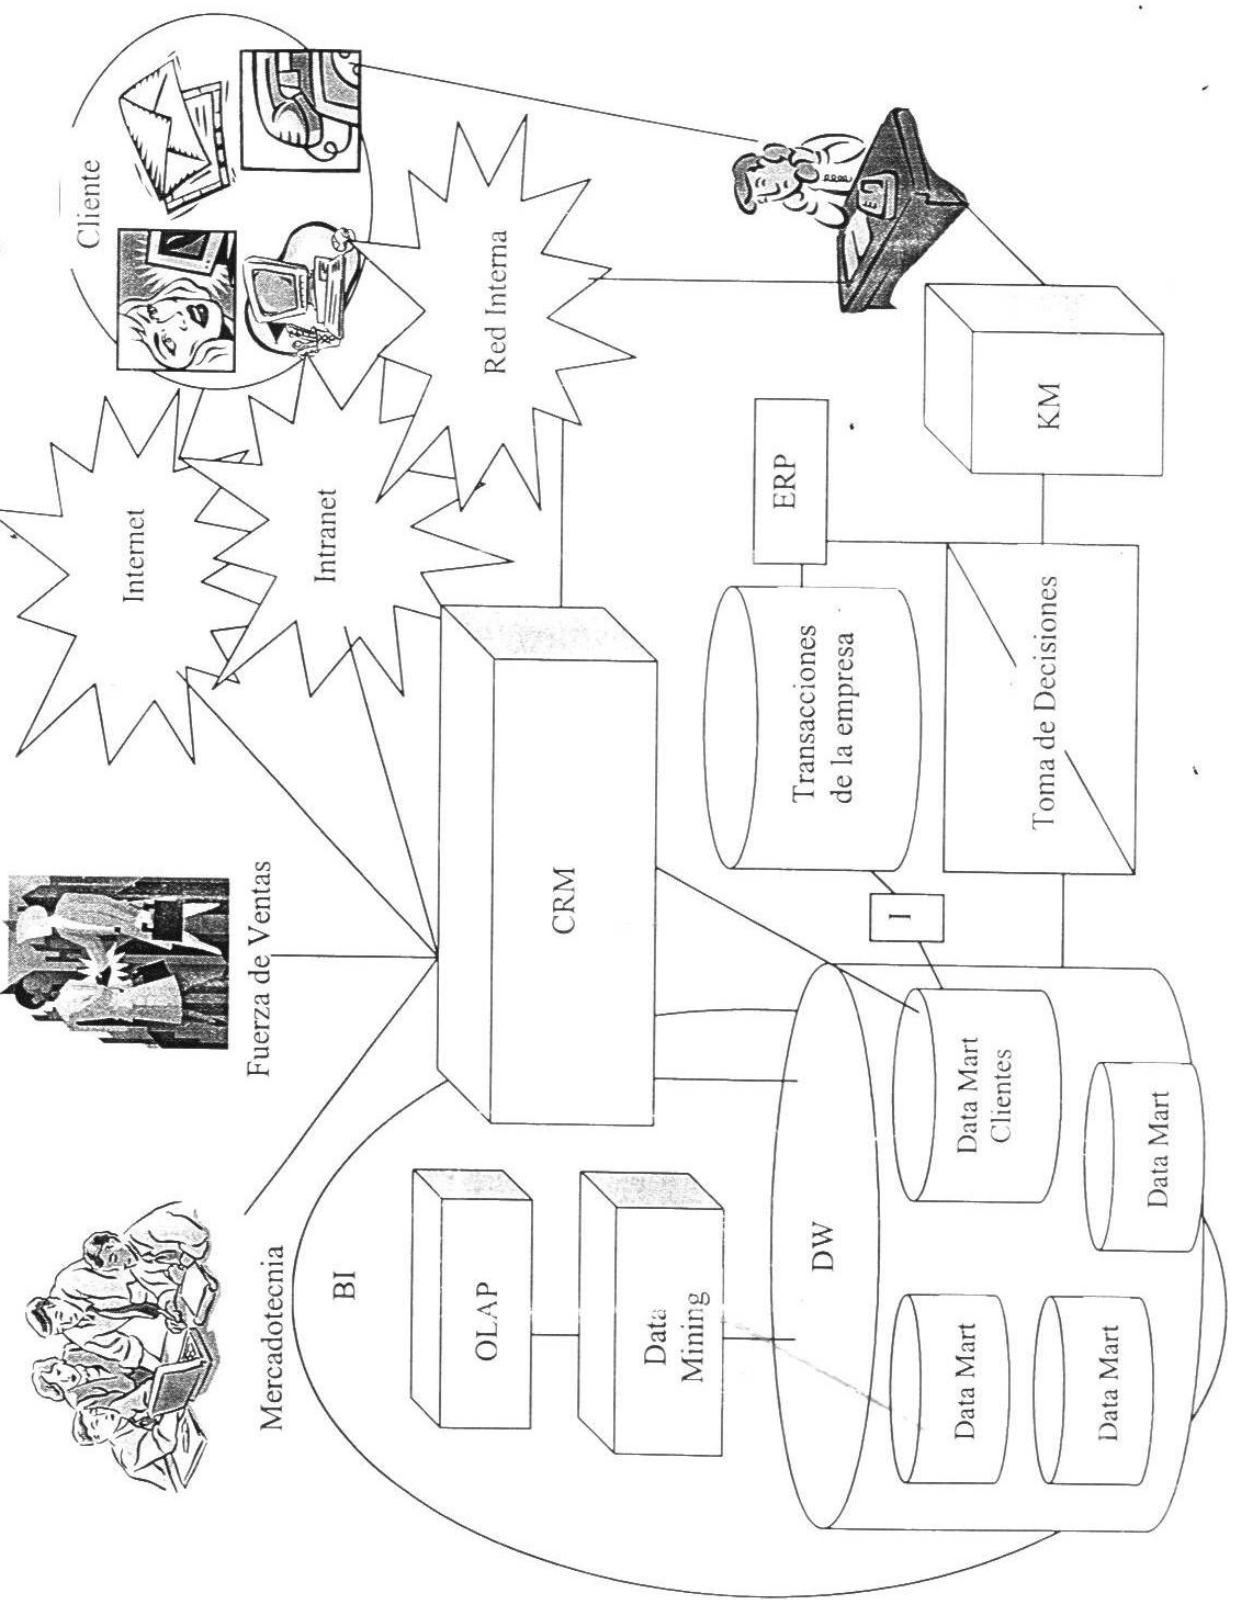 Cliente
Internet
Fuerza de Ventas
Mercadotecnia
Intranet
BI
Red Interna
OLAP
CRM
Data
Mining
ERP
Transacciones
de la empresa
DW
I
Data Mart
Data Mart
Clientes
Toma de Decisiones
KM
Data Mart
Data Mart